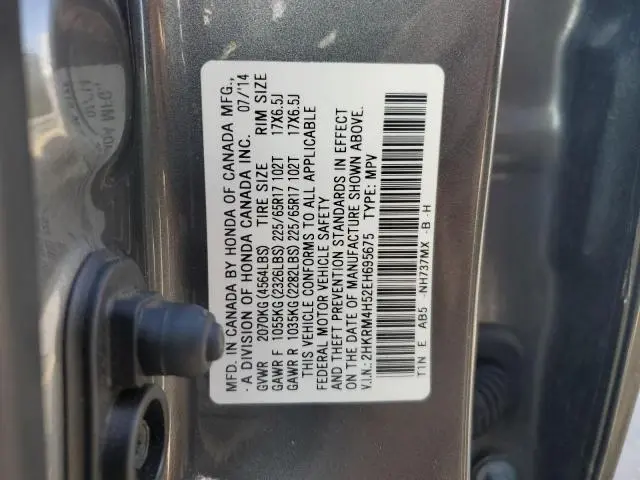 MFD. IN CANADA BY HONDA OF CANADA MFG.,
- A DIVISION OF HONDA CANADA INC. 07/'14
GVWR 2070KG(4564LBS) TIRE SIZE RIM SIZE
GAWR F 1055KG(2326LBS) 225/65R17 102T 17X6.5J
GAWR R 1035KG(2282LBS) 225/65R17 102T 17X6.5J
THIS VEHICLE CONFORMS TO ALL APPLICABLE
FEDERAL MOTOR VEHICLE SAFETY
AND THEFT PREVENTION STANDARDS IN EFFECT
ON THE DATE OF MANUFACTURE SHOWN ABOVE.
V.I.N.: 2HKRM4H52EH695675 TYPE: MPV
T1N E AB5 -NH737MX -B -H